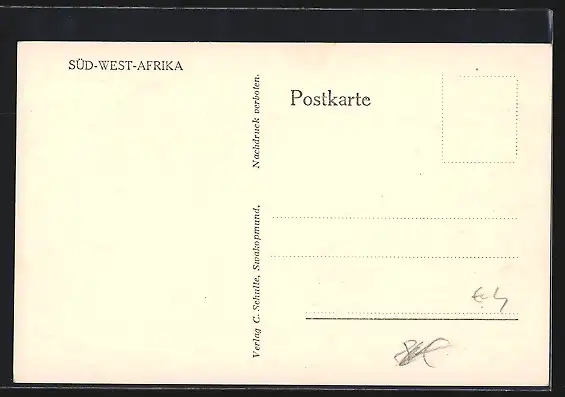 SÜD-WEST-AFRIKA
Nachdruck verboten.
Verlag C. Schulte, Swakopmund.
Postkarte